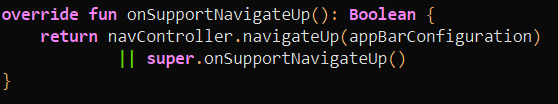 override fun onSupportNavigateUp(): Boolean {
    return navController.navigateUp(appBarConfiguration)
            || super.onSupportNavigateUp()
}